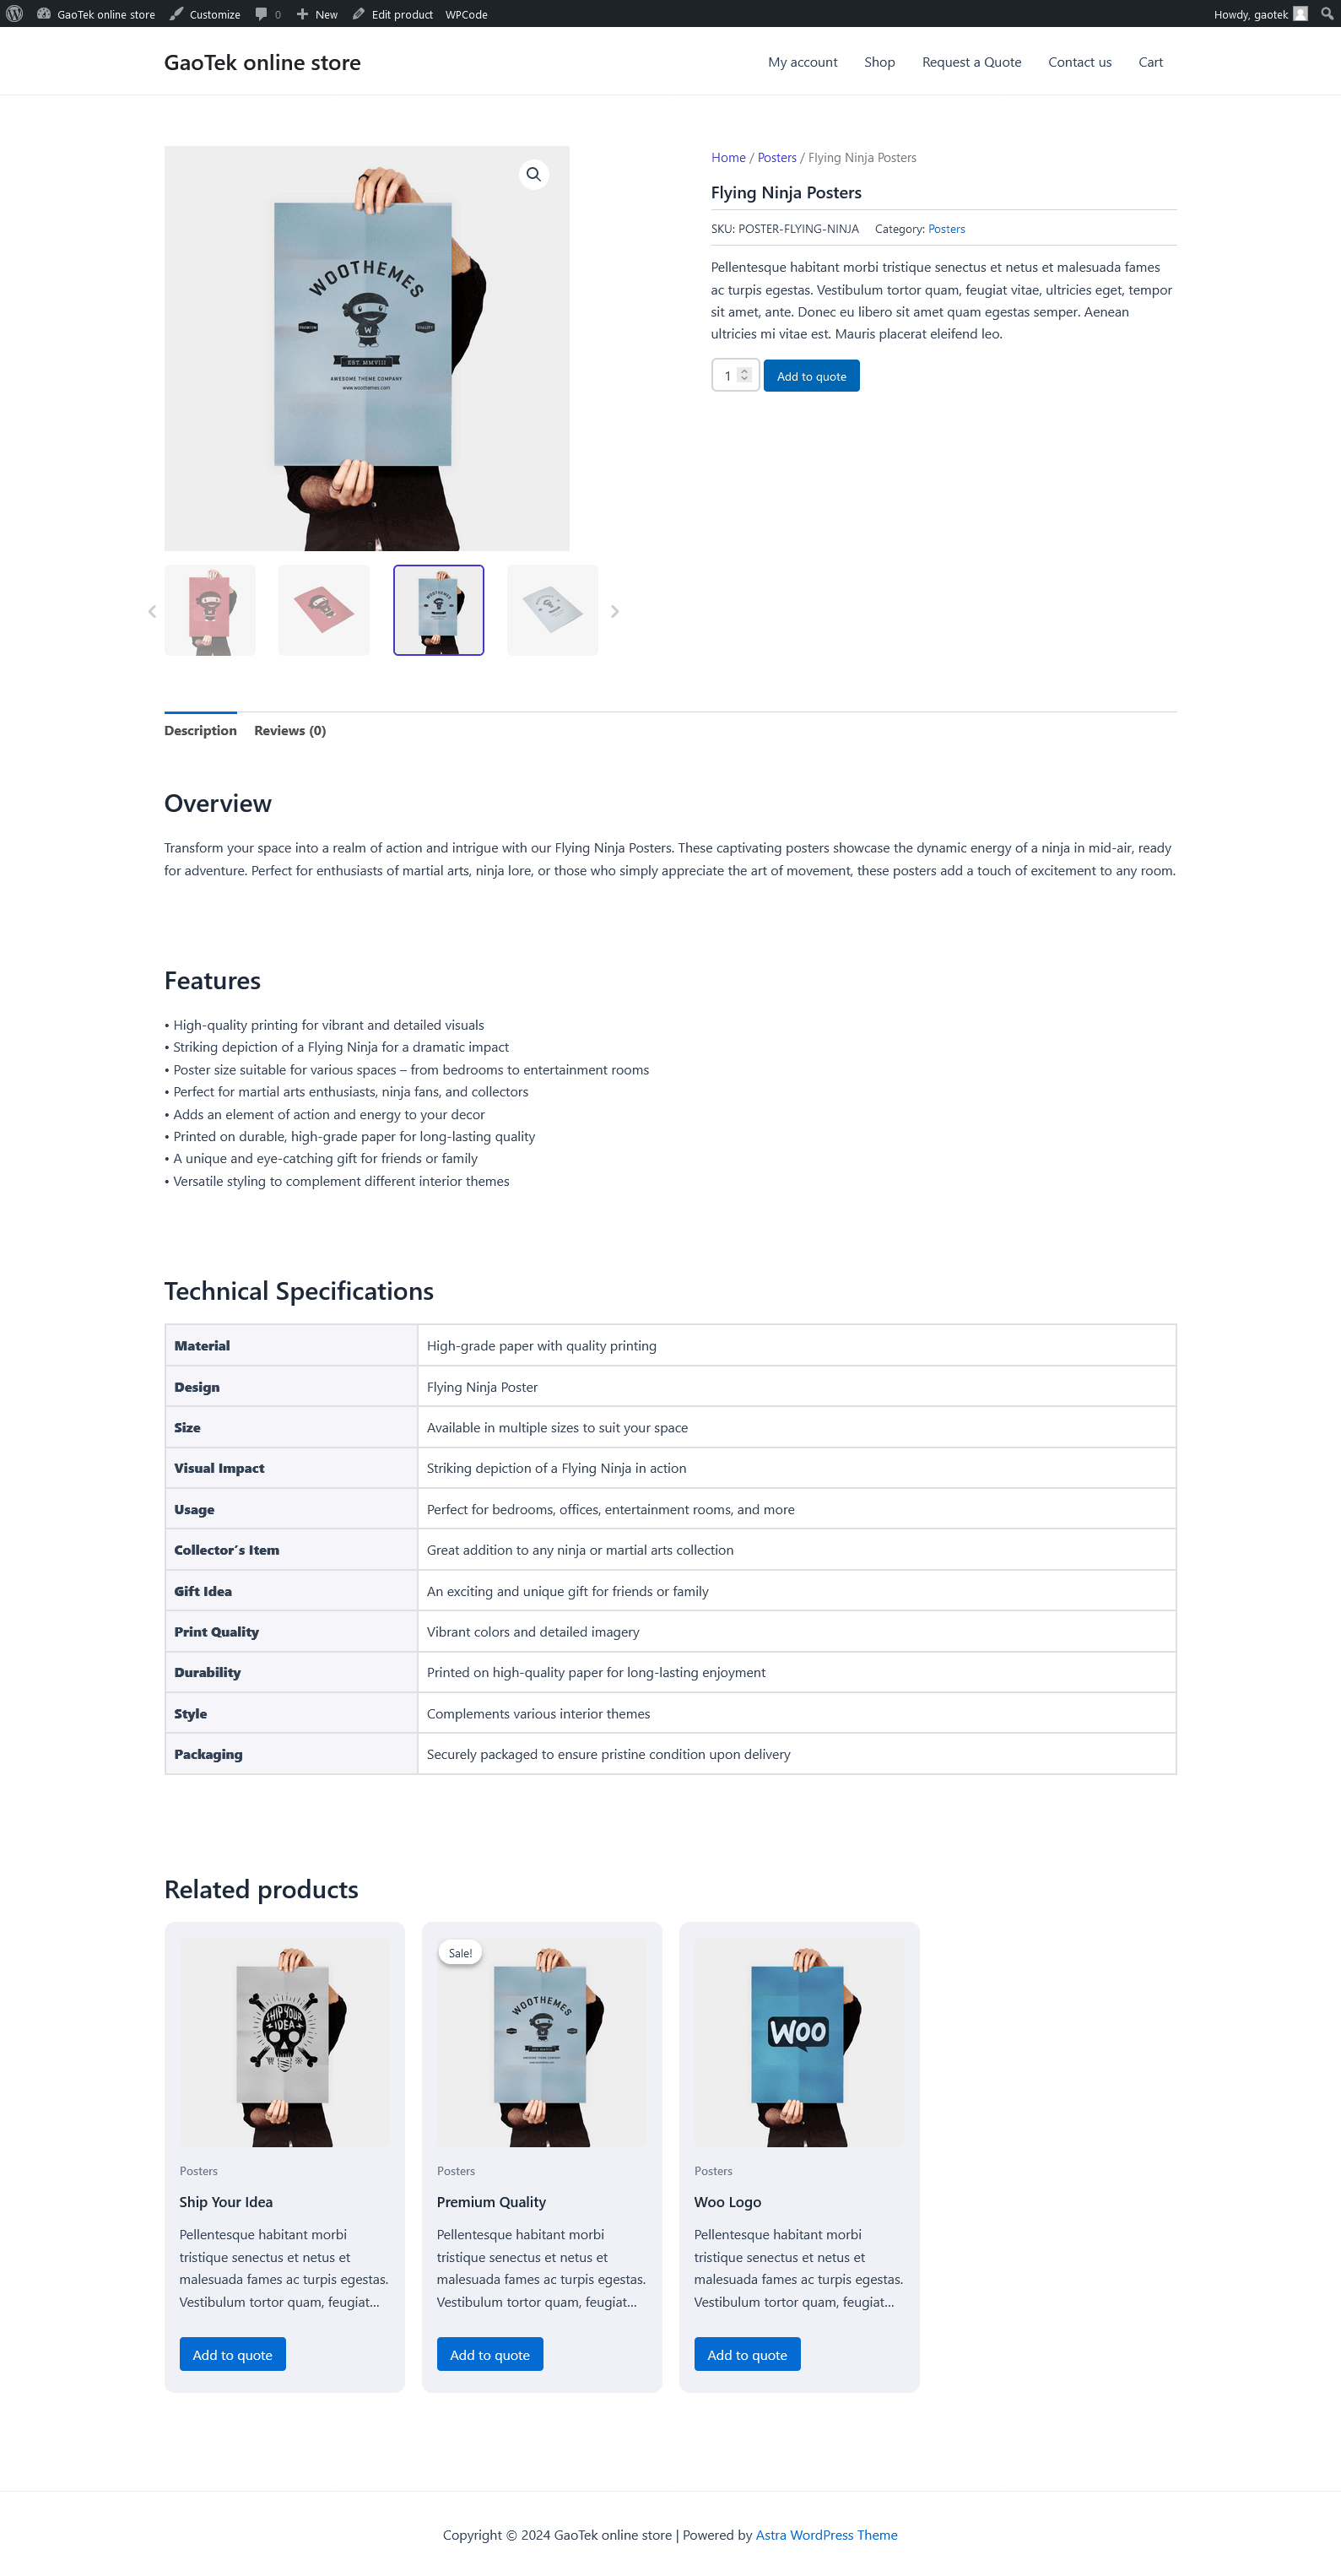 GaoTek online store
Customize
0
New
Edit product
WPCode
Howdy, gaotek
GaoTek online store
My account
Shop
Request a Quote
Contact us
Cart
WOOTHEMES
PREMIUM
W
QUALITY
EST. MMVIII
AWESOME THEME COMPANY
www.woothemes.com
Home / Posters / Flying Ninja Posters
Flying Ninja Posters
SKU: POSTER-FLYING-NINJA Category: Posters
Pellentesque habitant morbi tristique senectus et netus et malesuada fames
ac turpis egestas. Vestibulum tortor quam, feugiat vitae, ultricies eget, tempor
sit amet, ante. Donec eu libero sit amet quam egestas semper. Aenean
ultricies mi vitae est. Mauris placerat eleifend leo.
1
Add to quote
WOOTHEMES
Description
Reviews (0)
Overview
Transform your space into a realm of action and intrigue with our Flying Ninja Posters. These captivating posters showcase the dynamic energy of a ninja in mid-air, ready
for adventure. Perfect for enthusiasts of martial arts, ninja lore, or those who simply appreciate the art of movement, these posters add a touch of excitement to any room.
Features
• High-quality printing for vibrant and detailed visuals
• Striking depiction of a Flying Ninja for a dramatic impact
• Poster size suitable for various spaces – from bedrooms to entertainment rooms
• Perfect for martial arts enthusiasts, ninja fans, and collectors
• Adds an element of action and energy to your decor
• Printed on durable, high-grade paper for long-lasting quality
• A unique and eye-catching gift for friends or family
• Versatile styling to complement different interior themes
Technical Specifications
Material High-grade paper with quality printing
Design Flying Ninja Poster
Size Available in multiple sizes to suit your space
Visual Impact Striking depiction of a Flying Ninja in action
Usage Perfect for bedrooms, offices, entertainment rooms, and more
Collector's Item Great addition to any ninja or martial arts collection
Gift Idea An exciting and unique gift for friends or family
Print Quality Vibrant colors and detailed imagery
Durability Printed on high-quality paper for long-lasting enjoyment
Style Complements various interior themes
Packaging Securely packaged to ensure pristine condition upon delivery
Related products
SHIP YOUR
IDEA
Posters
Ship Your Idea
Pellentesque habitant morbi
tristique senectus et netus et
malesuada fames ac turpis egestas.
Vestibulum tortor quam, feugiat...
Add to quote
Sale!
WOOTHEMES
Posters
Premium Quality
Pellentesque habitant morbi
tristique senectus et netus et
malesuada fames ac turpis egestas.
Vestibulum tortor quam, feugiat...
Add to quote
WOO
Posters
Woo Logo
Pellentesque habitant morbi
tristique senectus et netus et
malesuada fames ac turpis egestas.
Vestibulum tortor quam, feugiat...
Add to quote
Copyright © 2024 GaoTek online store | Powered by Astra WordPress Theme